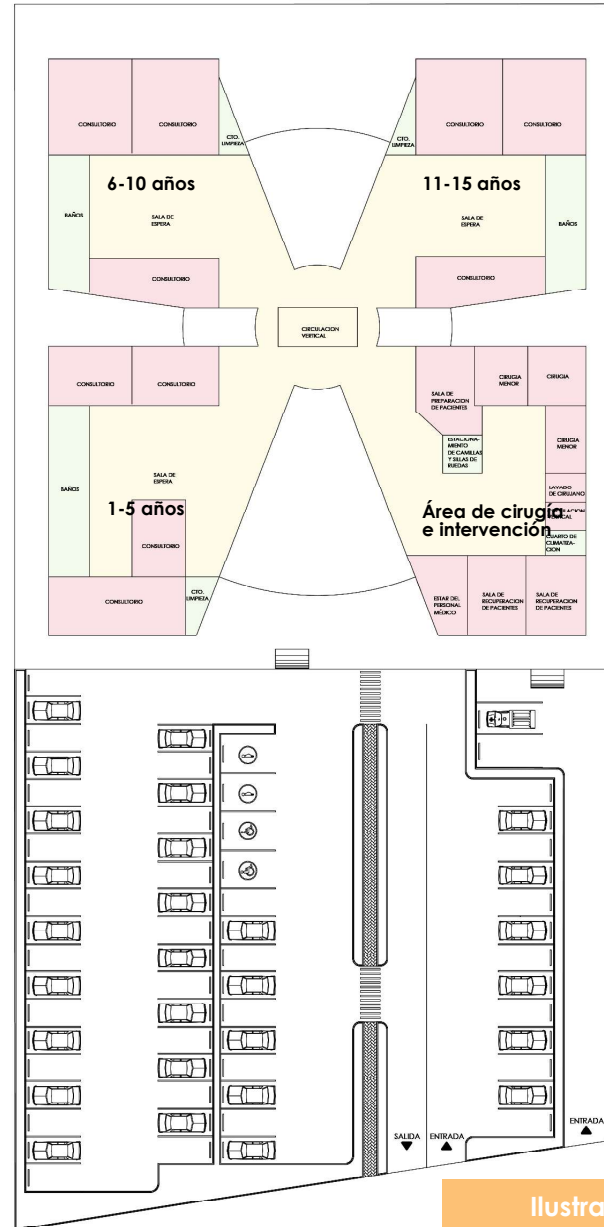 CONSULTORIO
CONSULTORIO
CTO.
LIMPIEZA
CTO.
LIMPIEZA
CONSULTORIO
CONSULTORIO
6-10 años
11-15 años
BAÑOS
SALA DE
ESPERA
SALA DE
ESPERA
BAÑOS
CONSULTORIO
CONSULTORIO
CIRCULACION
VERTICAL
CONSULTORIO
CONSULTORIO
SALA DE
PREPARACION
DE PACIENTES
CIRUGIA
MENOR
CIRUGIA
ESTACIONA-
MIENTO
DE CAMILLAS
Y SILLAS DE
RUEDAS
CIRUGIA
MENOR
BAÑOS
SALA DE
ESPERA
LAVADO
DE CIRUJANO
1-5 años
Área de cirugía
e intervención
VERTICAL
CUARTO DE
CLIMATIZA-
CION
CONSULTORIO
CONSULTORIO
CTO.
LIMPIEZA
ESTAR DEL
PERSONAL
MÉDICO
SALA DE
RECUPERACION
DE PACIENTES
SALA DE
RECUPERACION
DE PACIENTES
SALIDA
ENTRADA
ENTRADA
Ilustra